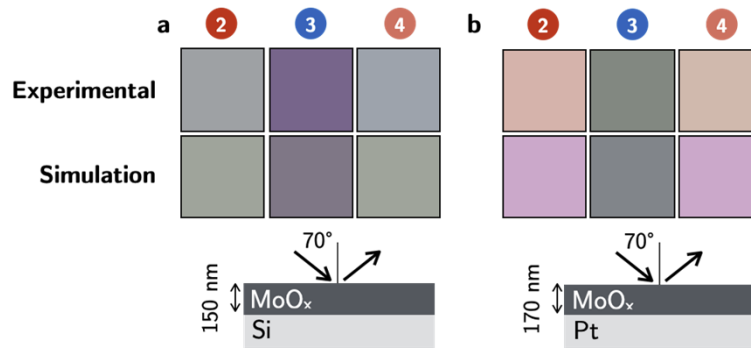 a 2 3 4 b 2 3 4
Experimental
Simulation
70° 70°
150 nm MoOₓ 170 nm MoOₓ
Si Pt